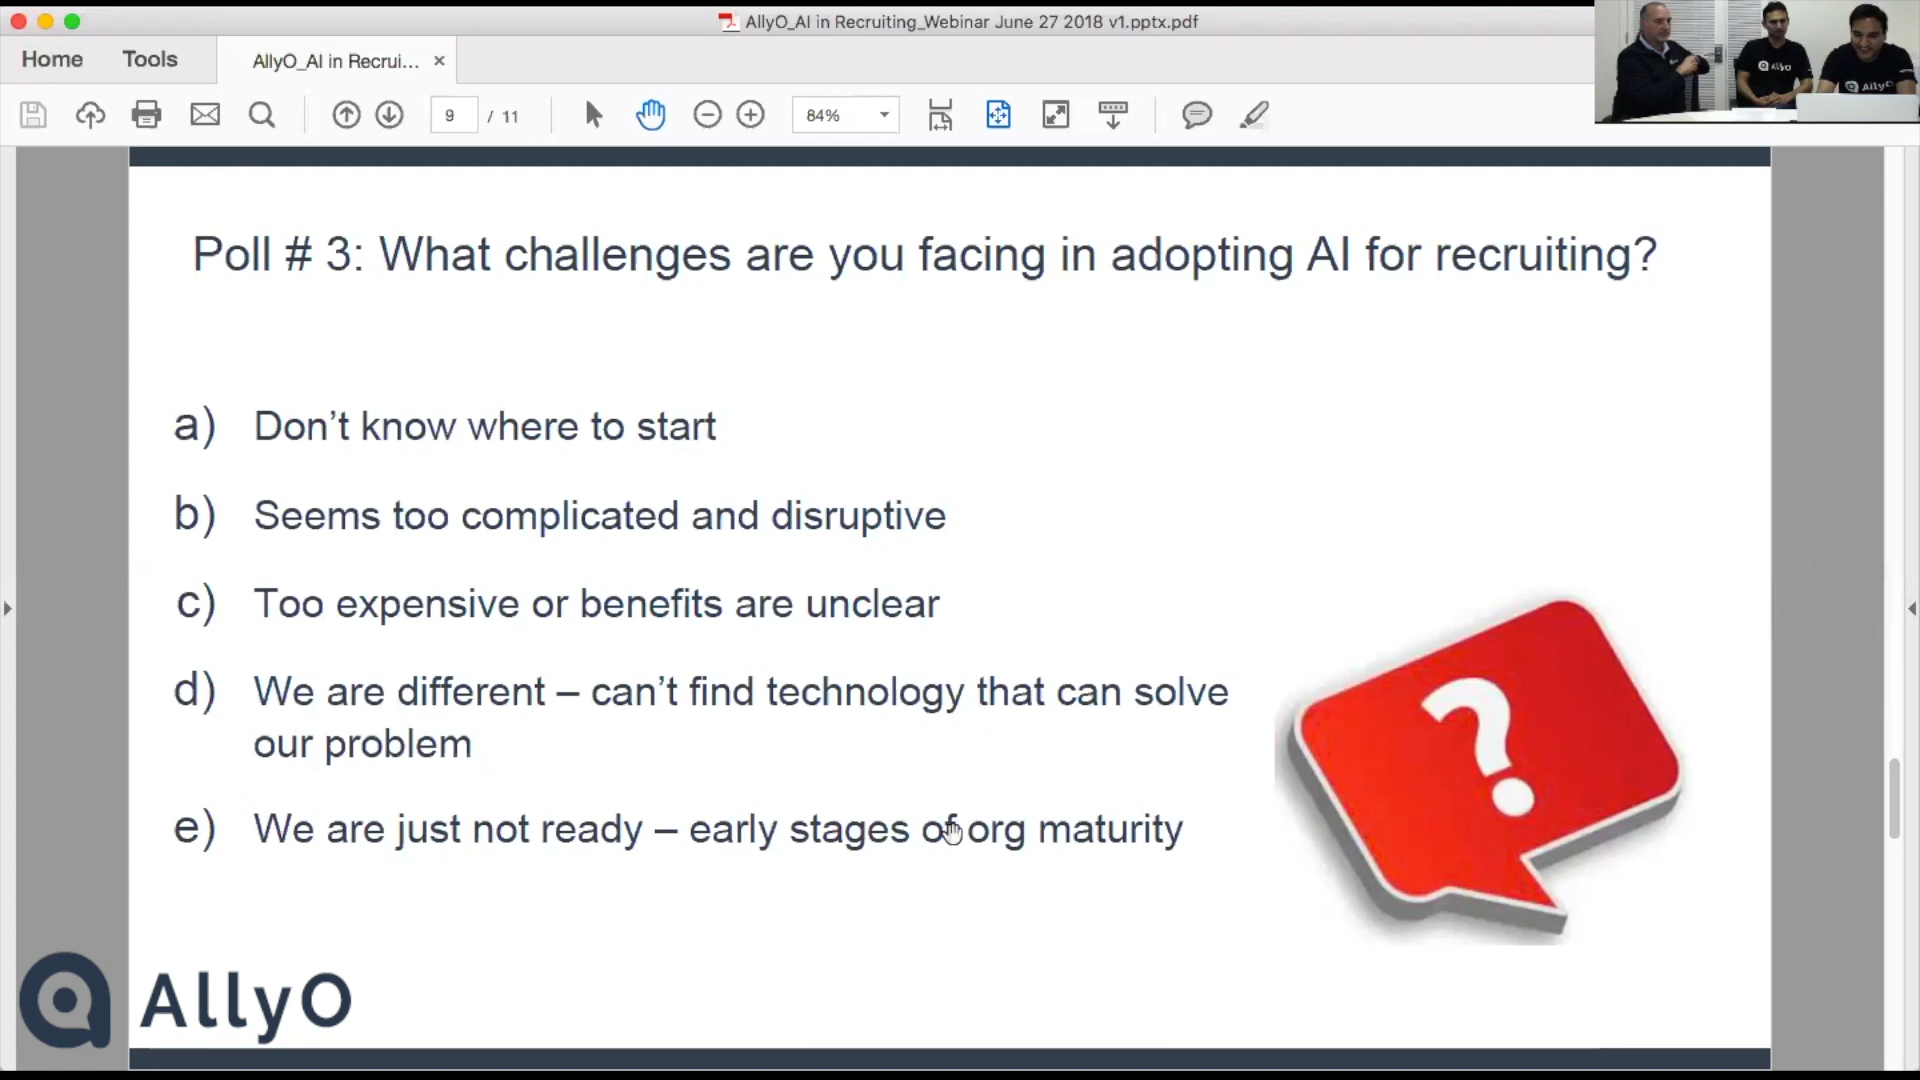 AllyO_AI in Recruiting_Webinar June 27 2018 v1.pptx.pdf
Home
Tools
AllyO_AI in Recrui...
9 / 11
84%
Allyo
AllyO
Poll # 3: What challenges are you facing in adopting AI for recruiting?
a) Don’t know where to start
b) Seems too complicated and disruptive
c) Too expensive or benefits are unclear
d) We are different – can’t find technology that can solve
our problem
e) We are just not ready – early stages of org maturity
?
AllyO